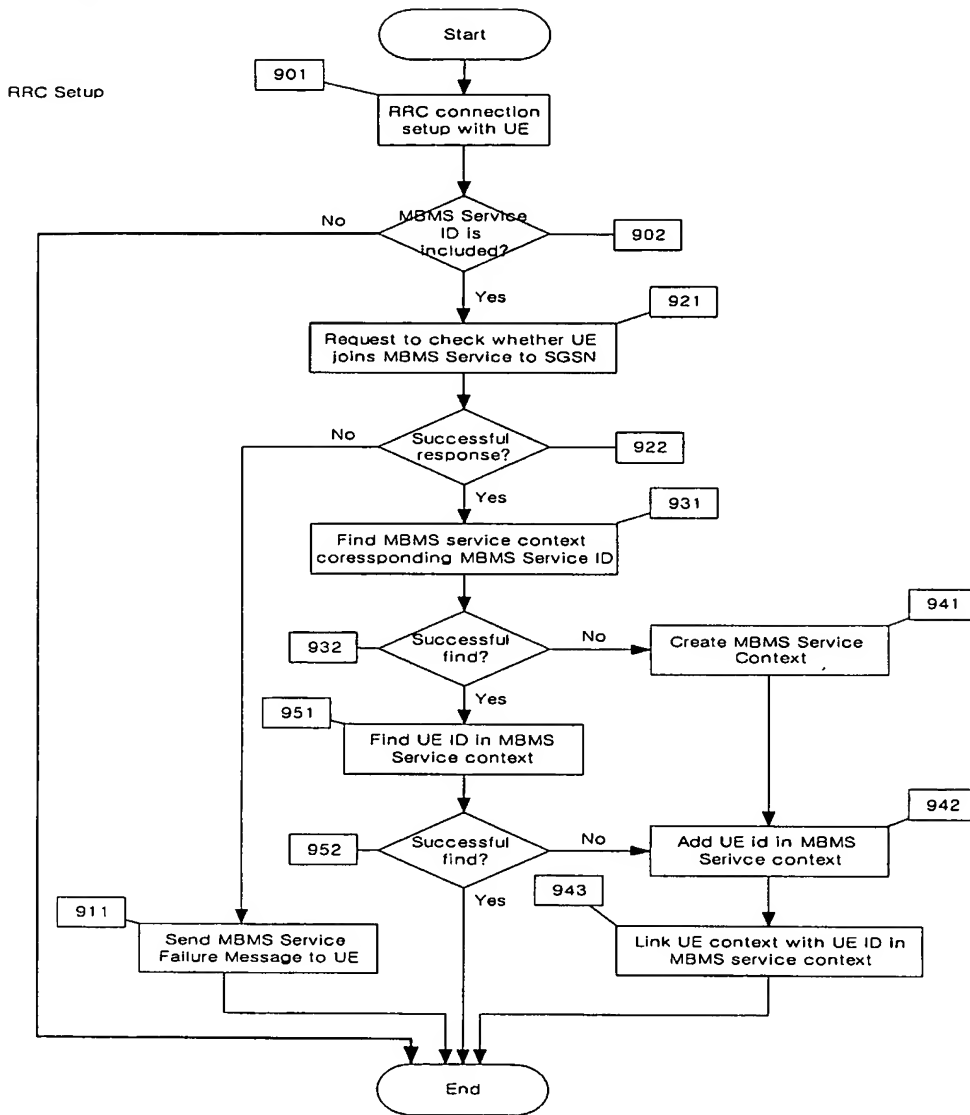 Start
901
RRC Setup
RRC connection
setup with UE
No
MBMS Service
ID is
included?
902
Yes
921
Request to check whether UE
joins MBMS Service to SGSN
No
Successful
response?
922
Yes
931
Find MBMS service context
coressponding MBMS Service ID
941
932
Successful
find?
No
Create MBMS Service
Context
Yes
951
Find UE ID in MBMS
Service context
942
952
Successful
find?
No
Add UE id in MBMS
Serivce context
Yes
943
911
Send MBMS Service
Failure Message to UE
Link UE context with UE ID in
MBMS service context
End